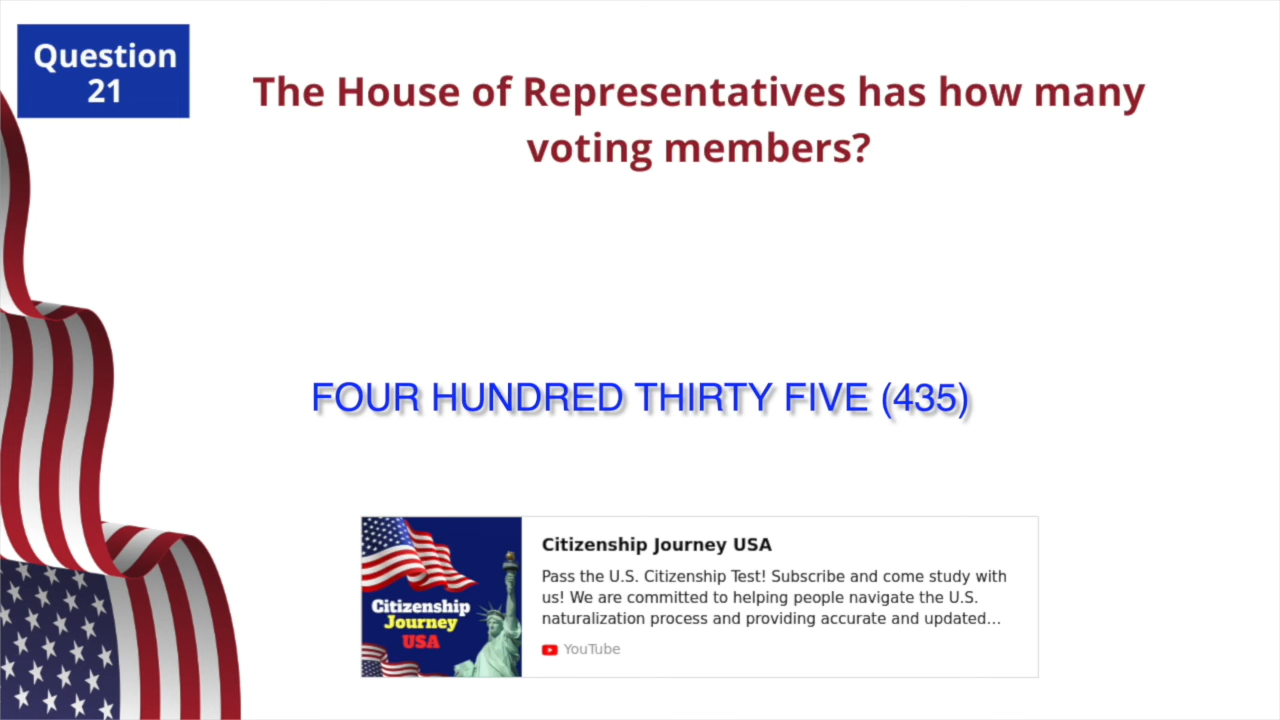 Question
21
The House of Representatives has how many
voting members?
FOUR HUNDRED THIRTY FIVE (435)
Citizenship
Journey
USA
Citizenship Journey USA
Pass the U.S. Citizenship Test! Subscribe and come study with
us! We are committed to helping people navigate the U.S.
naturalization process and providing accurate and updated...
YouTube